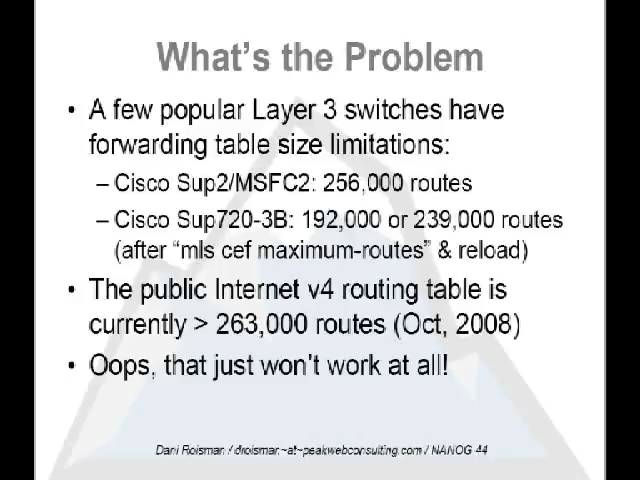 What's the Problem
• A few popular Layer 3 switches have
forwarding table size limitations:
– Cisco Sup2/MSFC2: 256,000 routes
– Cisco Sup720-3B: 192,000 or 239,000 routes
(after “mls cef maximum-routes” & reload)
• The public Internet v4 routing table is
currently > 263,000 routes (Oct, 2008)
• Oops, that just won't work at all!
Dani Roisman / droisman~at~peakwebconsulting.com / NANOG 44